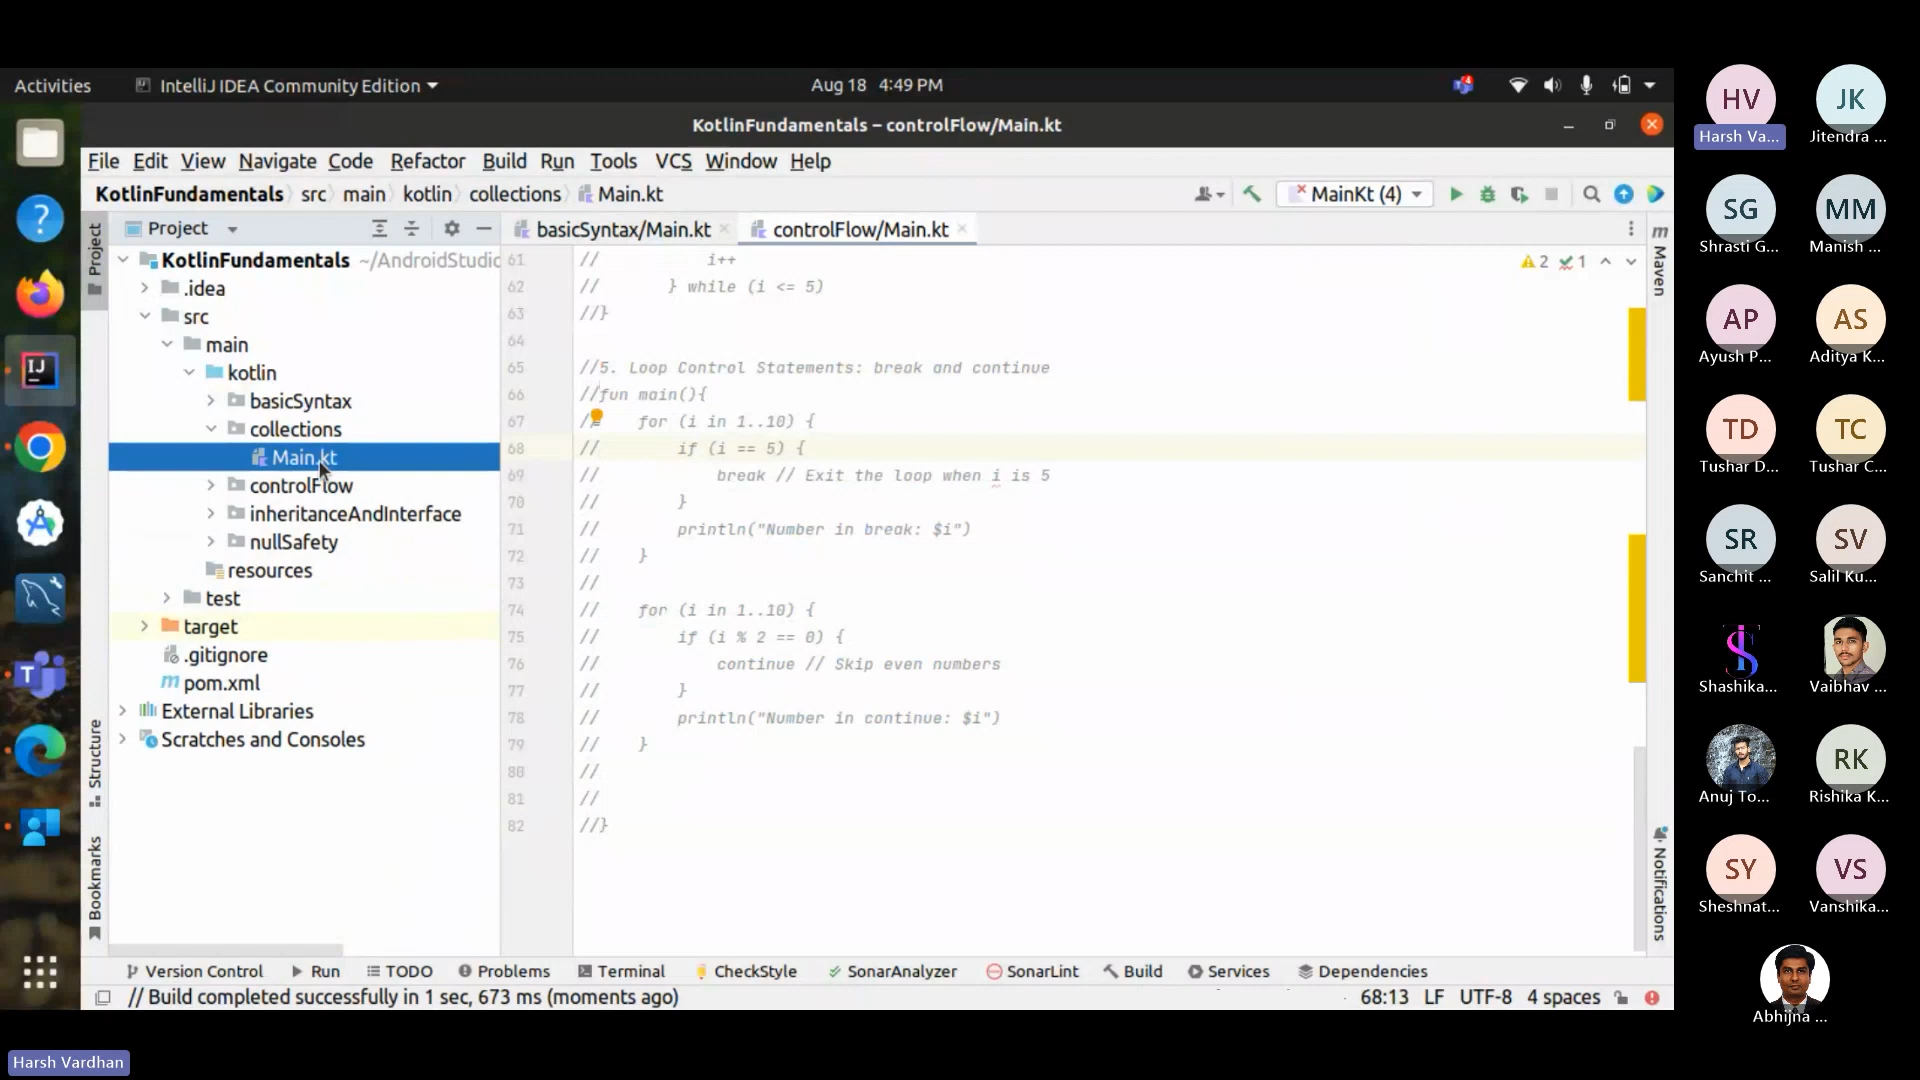 Activities
IntelliJ IDEA Community Edition
Aug 18 4:49 PM
4
KotlinFundamentals – controlFlow/Main.kt
File Edit View Navigate Code Refactor Build Run Tools VCS Window Help
KotlinFundamentals src main kotlin collections Main.kt
MainKt (4)
Project
basicSyntax/Main.kt
controlFlow/Main.kt
Project
KotlinFundamentals ~/AndroidStudio
.idea
src
main
kotlin
basicSyntax
collections
Main.kt
controlFlow
inheritanceAndInterface
nullSafety
resources
test
target
.gitignore
pom.xml
External Libraries
Scratches and Consoles
Structure
Bookmarks
2 1
61 // i++
62 // } while (i <= 5)
63 //}
64
65 //5. Loop Control Statements: break and continue
66 //fun main(){
67 // for (i in 1..10) {
68 // if (i == 5) {
69 // break // Exit the loop when i is 5
70 // }
71 // println("Number in break: $i")
72 // }
73 //
74 // for (i in 1..10) {
75 // if (i % 2 == 0) {
76 // continue // Skip even numbers
77 // }
78 // println("Number in continue: $i")
79 // }
80 //
81 //
82 //}
m
Maven
Notifications
Version Control Run TODO Problems Terminal CheckStyle SonarAnalyzer SonarLint Build Services Dependencies
// Build completed successfully in 1 sec, 673 ms (moments ago)
68:13 LF UTF-8 4 spaces
Harsh Vardhan
HV JK
Harsh Va... Jitendra ...
SG MM
Shrasti G... Manish ...
AP AS
Ayush P... Aditya K...
TD TC
Tushar D... Tushar C...
SR SV
Sanchit ... Salil Ku...
Shashika... Vaibhav ...
RK
Anuj To... Rishika K...
SY VS
Sheshnat... Vanshika...
Abhijna ...